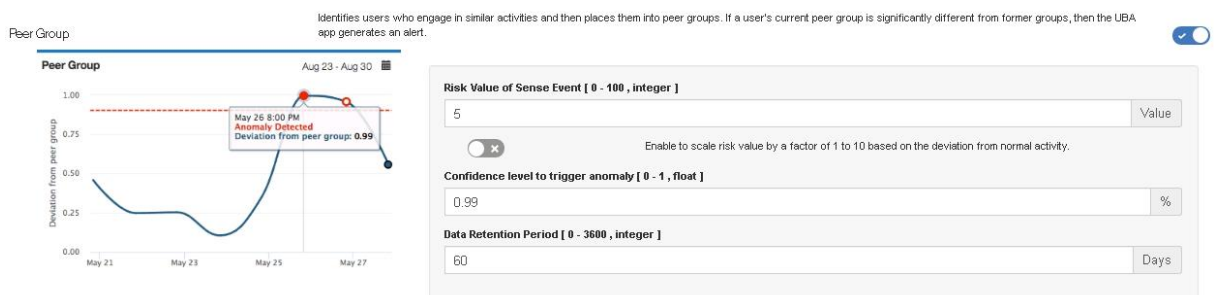 Identifies users who engage in similar activities and then places them into peer groups. If a user's current peer group is significantly different from former groups, then the UBA
app generates an alert.
Peer Group
Peer Group
Aug 23 - Aug 30
1.00
0.75
0.50
0.25
0.00
Deviation from peer group
May 26 8:00 PM
Anomaly Detected
Deviation from peer group: 0.99
May 21
May 23
May 25
May 27
Risk Value of Sense Event [ 0 - 100 , integer ]
5
Value
Enable to scale risk value by a factor of 1 to 10 based on the deviation from normal activity.
Confidence level to trigger anomaly [ 0 - 1 , float ]
0.99
%
Data Retention Period [ 0 - 3600 , integer ]
60
Days